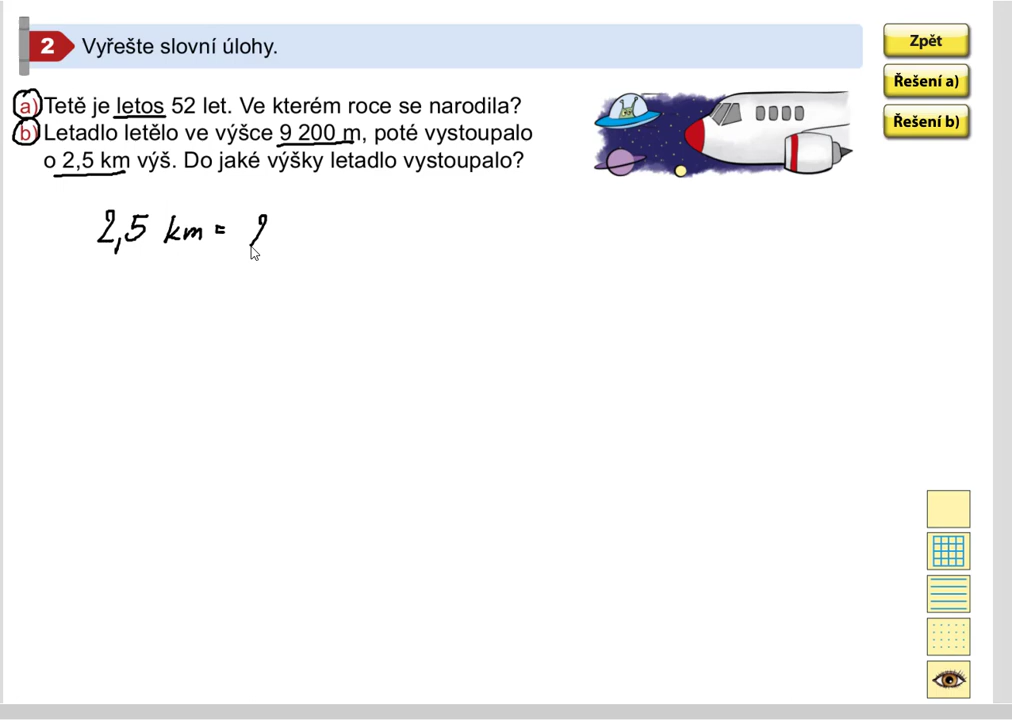 2 Vyřešte slovní úlohy.
Zpět
Řešení a)
Řešení b)
a) Tetě je letos 52 let. Ve kterém roce se narodila?
b) Letadlo letělo ve výšce 9 200 m, poté vystoupalo
o 2,5 km výš. Do jaké výšky letadlo vystoupalo?
2,5 km = 2